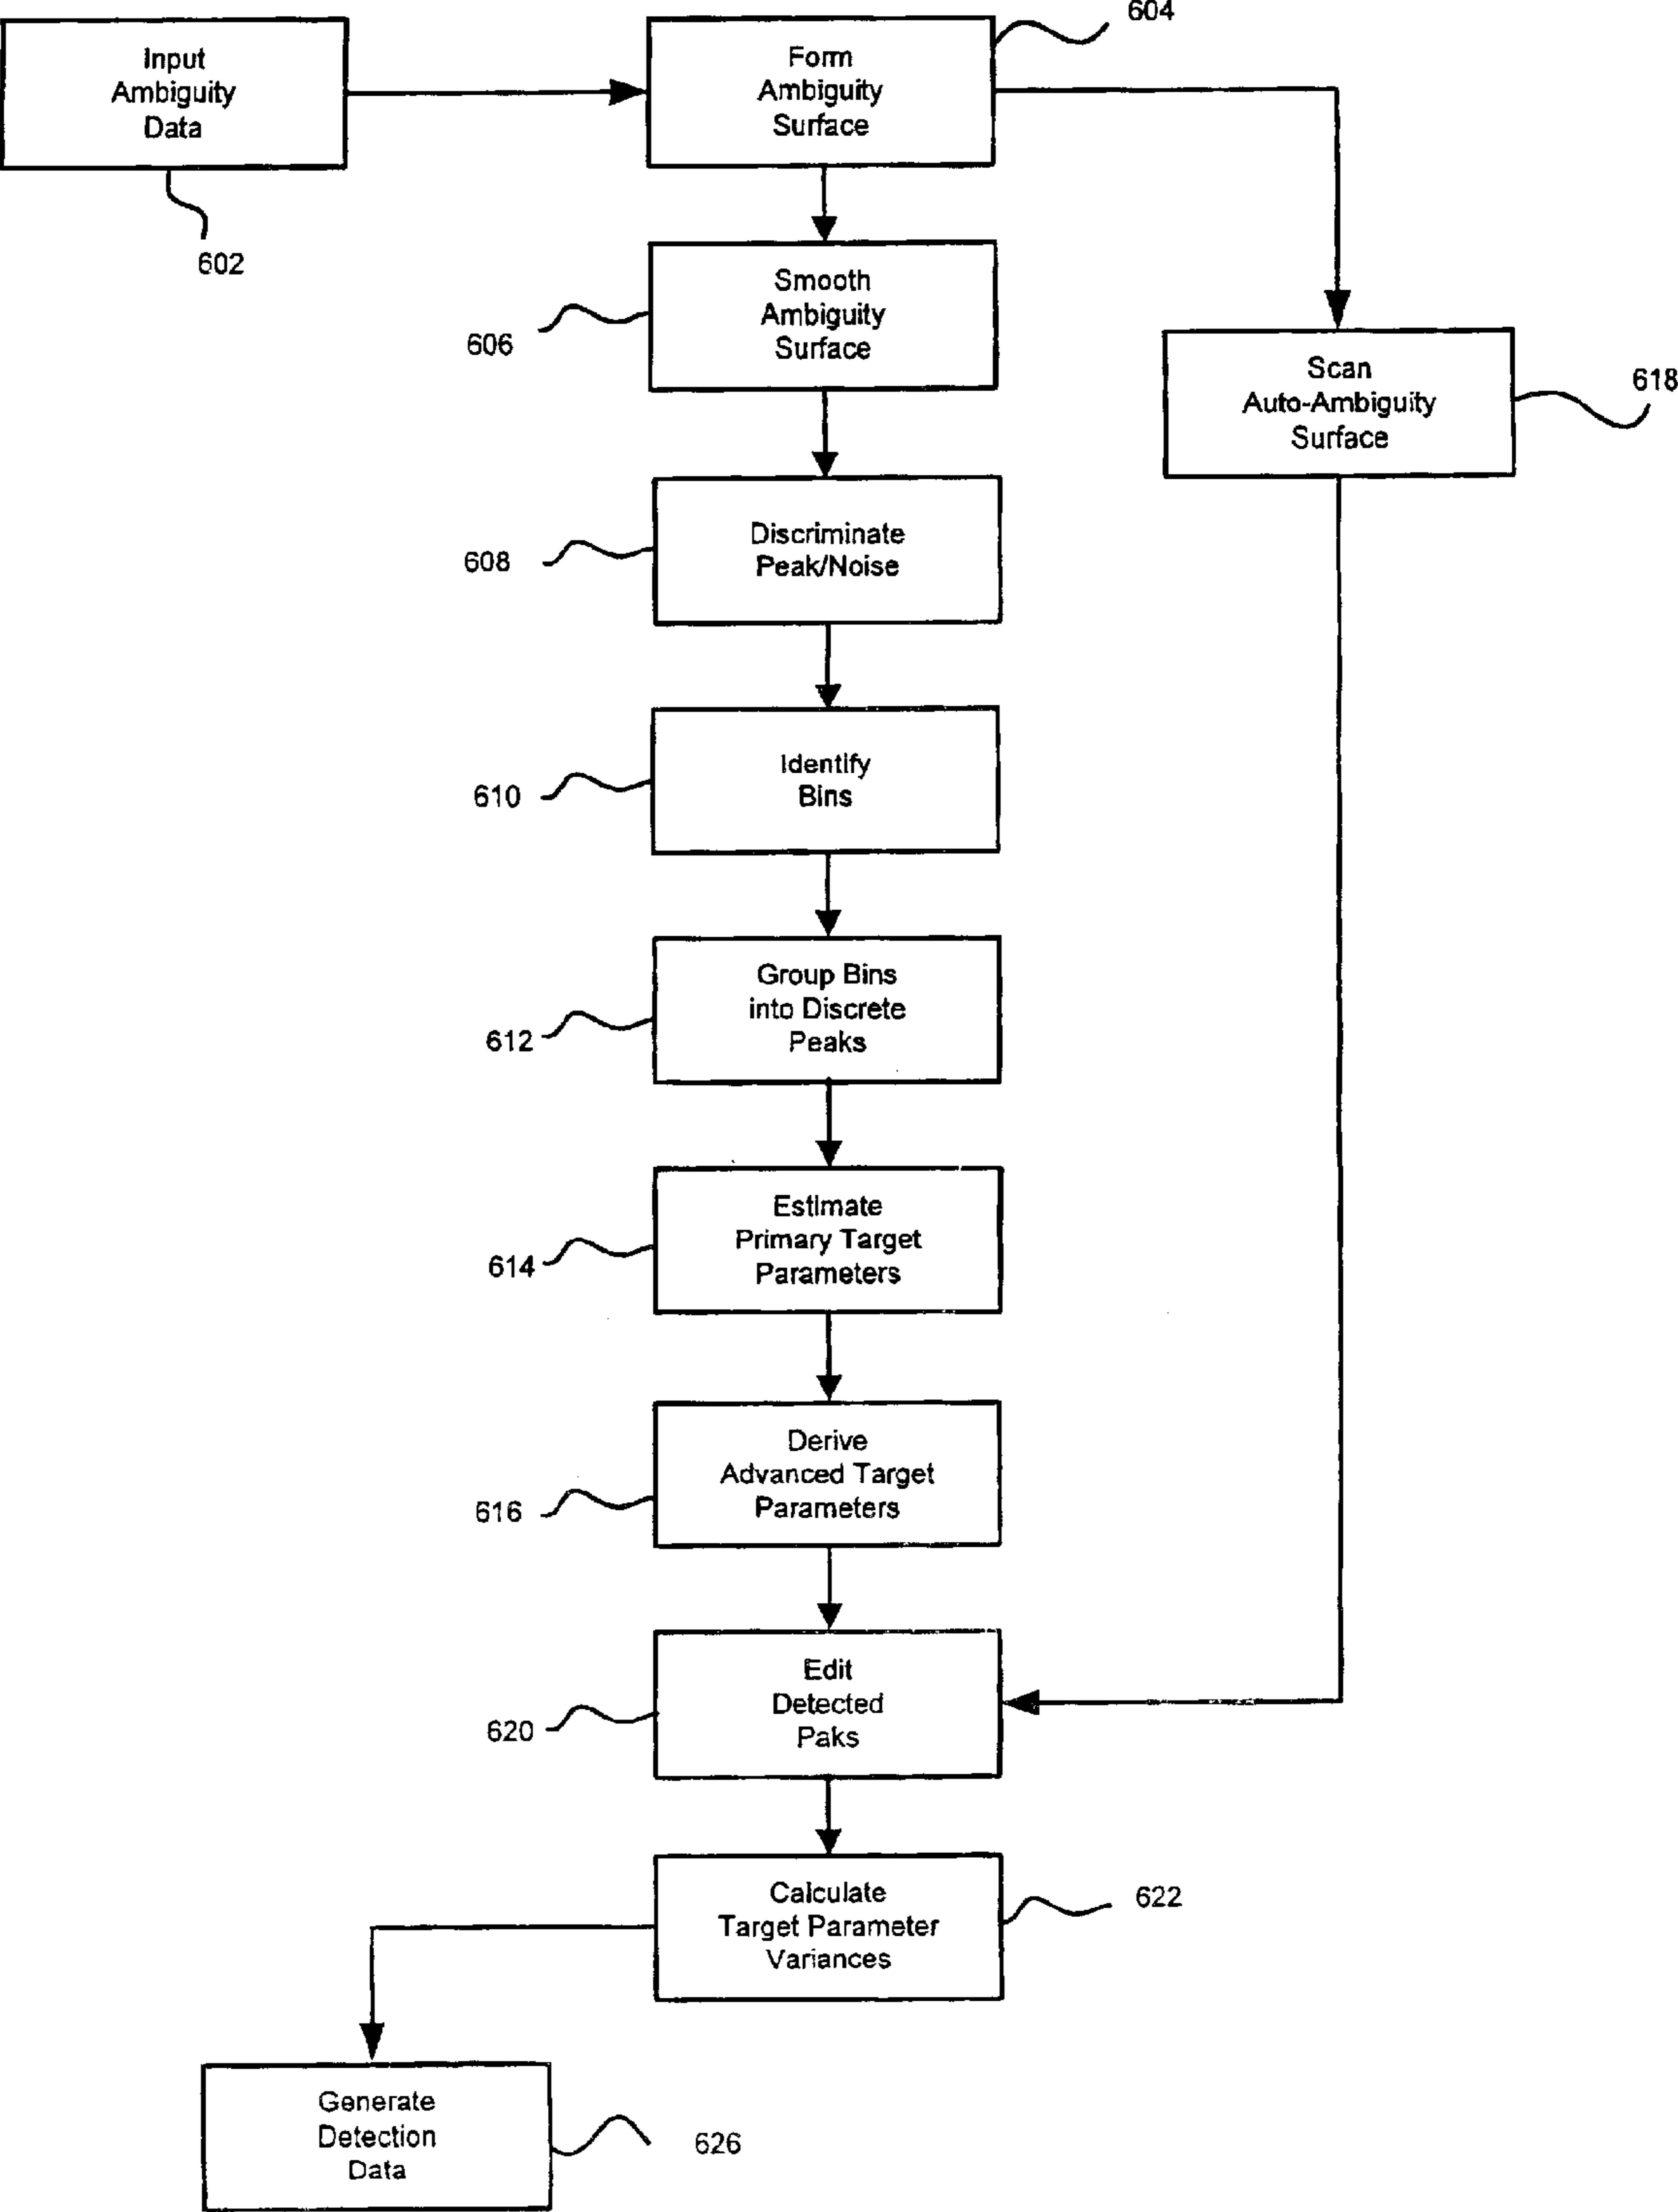 Input
Ambiguity
Data
602
Form
Ambiguity
Surface
604
Smooth
Ambiguity
Surface
606
Scan
Auto-Ambiguity
Surface
618
Discriminate
Peak/Noise
608
Identify
Bins
610
Group Bins
into Discrete
Peaks
612
Estimate
Primary Target
Parameters
614
Derive
Advanced Target
Parameters
616
Edit
Detected
Paks
620
Calculate
Target Parameter
Variances
622
Generate
Detection
Data
626